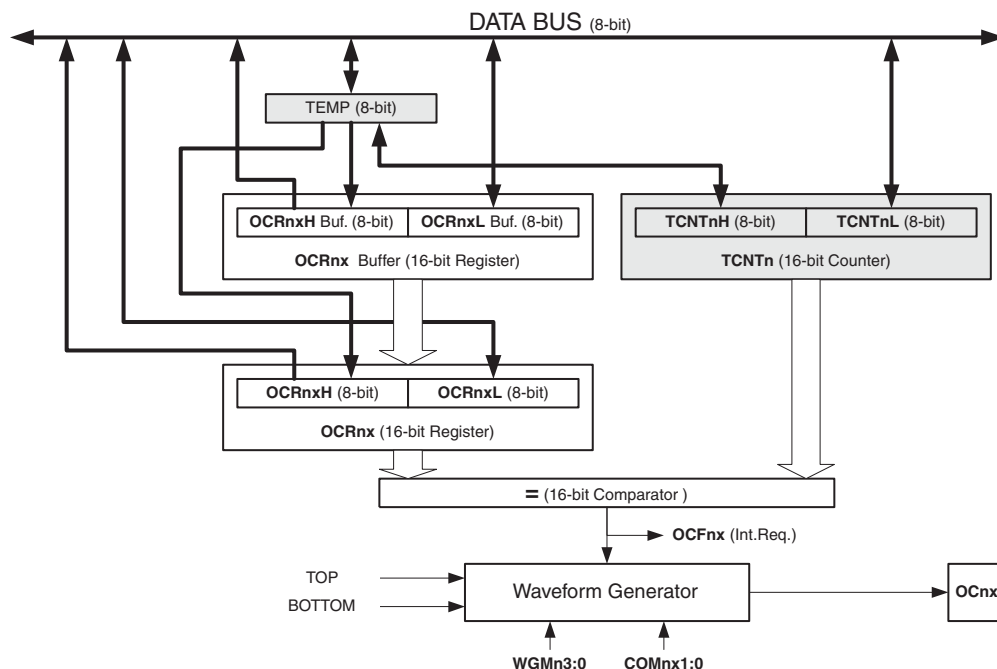 DATA BUS (8-bit)
TEMP (8-bit)
OCRnxH Buf. (8-bit) OCRnxL Buf. (8-bit)
OCRnx Buffer (16-bit Register)
TCNTnH (8-bit) TCNTnL (8-bit)
TCNTn (16-bit Counter)
OCRnxH (8-bit) OCRnxL (8-bit)
OCRnx (16-bit Register)
= (16-bit Comparator )
OCFnx (Int.Req.)
TOP
BOTTOM
Waveform Generator
OCnx
WGMn3:0 COMnx1:0